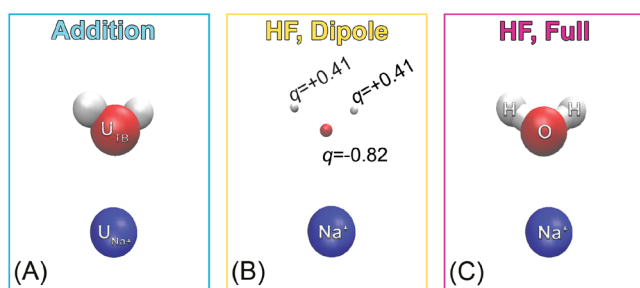 Addition
U_TB
U_Na+
(A)
HF, Dipole
q=+0.41
q=+0.41
q=-0.82
Na⁺
(B)
HF, Full
H
O
H
Na⁺
(C)